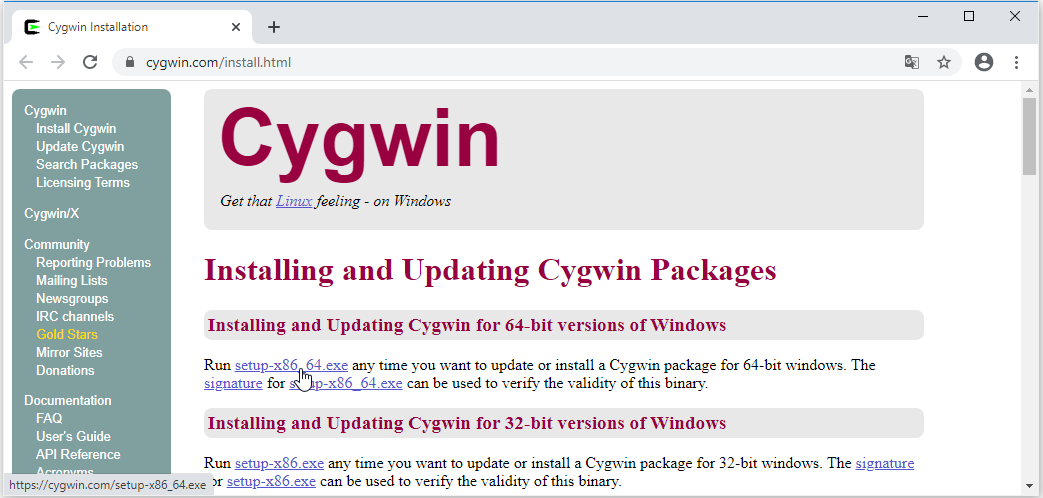 Cygwin Installation
cygwin.com/install.html
Cygwin
Install Cygwin
Update Cygwin
Search Packages
Licensing Terms
Cygwin/X
Community
Reporting Problems
Mailing Lists
Newsgroups
IRC channels
Gold Stars
Mirror Sites
Donations
Documentation
FAQ
User's Guide
API Reference
Acronyms
https://cygwin.com/setup-x86_64.exe
Cygwin
Get that Linux feeling - on Windows
Installing and Updating Cygwin Packages
Installing and Updating Cygwin for 64-bit versions of Windows
Run setup-x86_64.exe any time you want to update or install a Cygwin package for 64-bit windows. The
signature for setup-x86_64.exe can be used to verify the validity of this binary.
Installing and Updating Cygwin for 32-bit versions of Windows
Run setup-x86.exe any time you want to update or install a Cygwin package for 32-bit windows. The signature
for setup-x86.exe can be used to verify the validity of this binary.